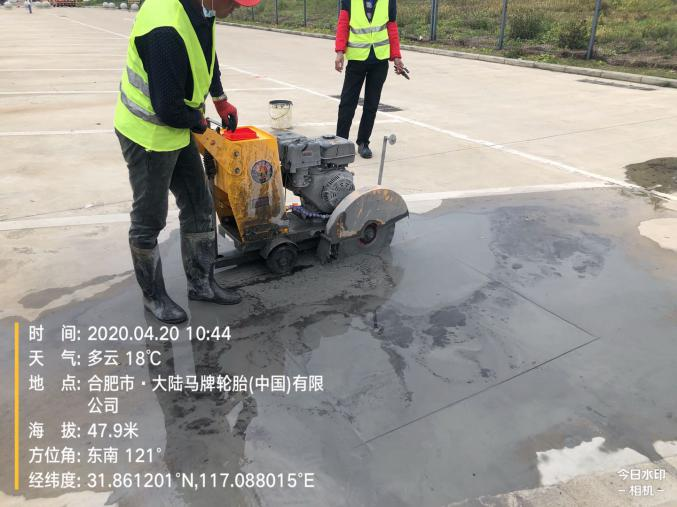 时 间: 2020.04.20 10:44
天 气: 多云 18℃
地 点: 合肥市·大陆马牌轮胎(中国)有限
公司
海 拔: 47.9米
方位角: 东南 121°
经纬度: 31.861201°N,117.088015°E
今日水印
- 相机 -